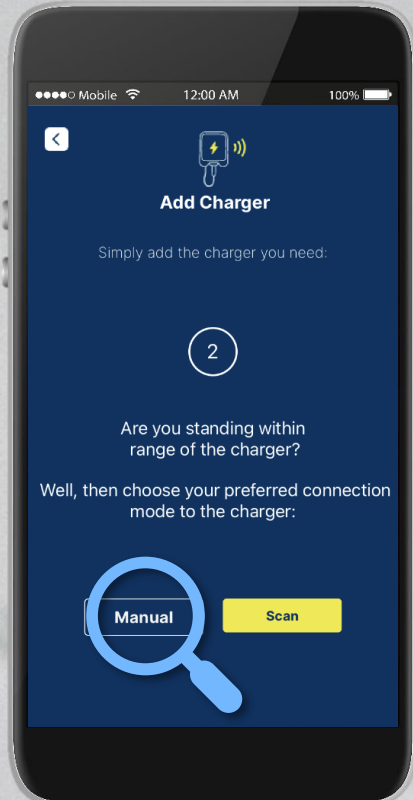 Mobile 12:00 AM 100%
Add Charger
Simply add the charger you need:
2
Are you standing within
range of the charger?
Well, then choose your preferred connection
mode to the charger:
Manual Scan